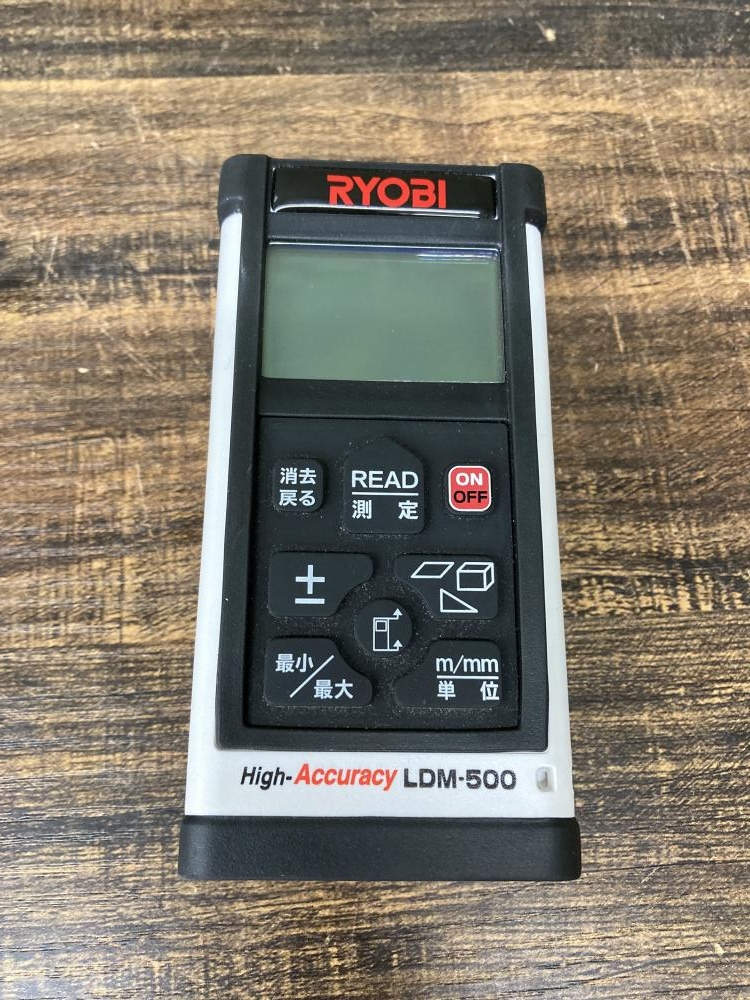 RYOBI
消去
戻る
READ
測 定
ON
OFF
±
最小/最大
m/mm
単 位
High-Accuracy LDM-500